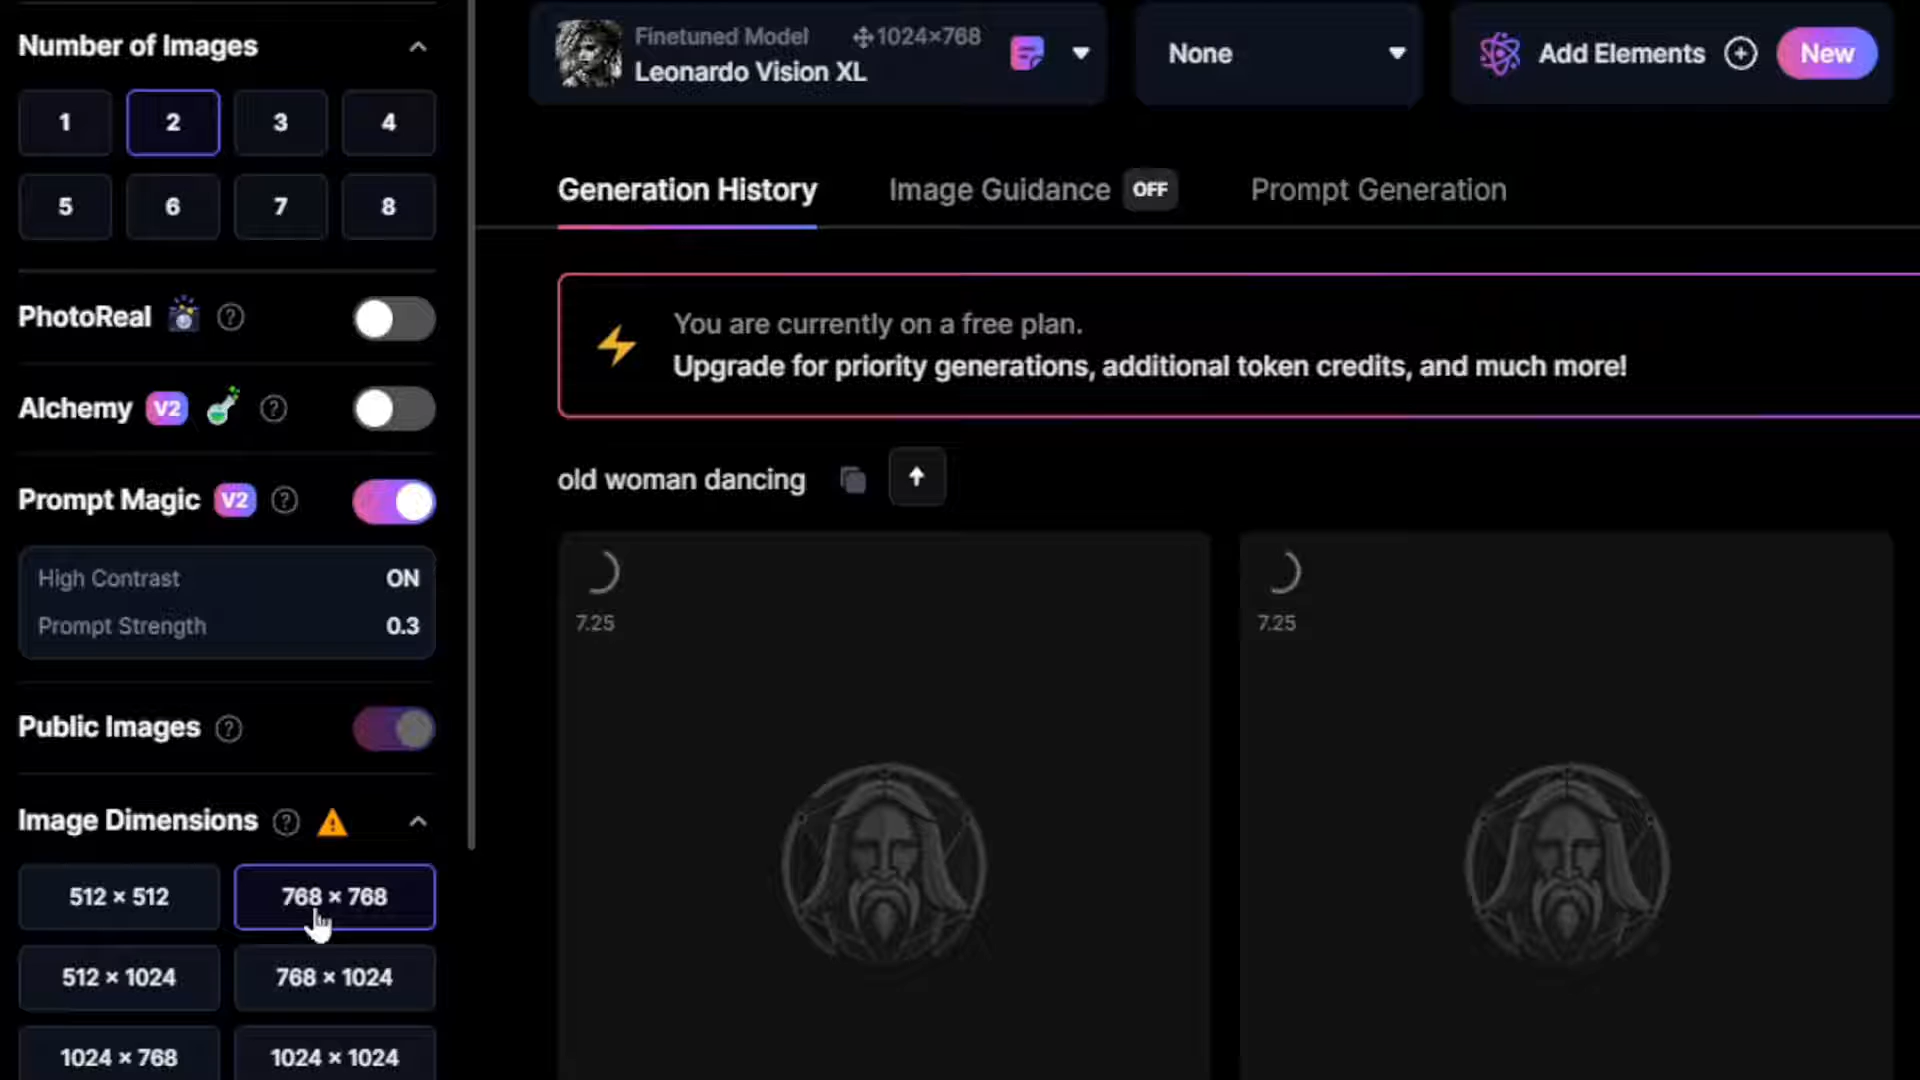 Number of Images
1 2 3 4
5 6 7 8
PhotoReal ?
Alchemy V2 ?
Prompt Magic V2 ?
High Contrast ON
Prompt Strength 0.3
Public Images ?
Image Dimensions ?
512 × 512 768 × 768
512 × 1024 768 × 1024
1024 × 768 1024 × 1024
Finetuned Model 1024×768
Leonardo Vision XL
None
Add Elements New
Generation History Image Guidance OFF Prompt Generation
You are currently on a free plan.
Upgrade for priority generations, additional token credits, and much more!
old woman dancing
7.25 7.25